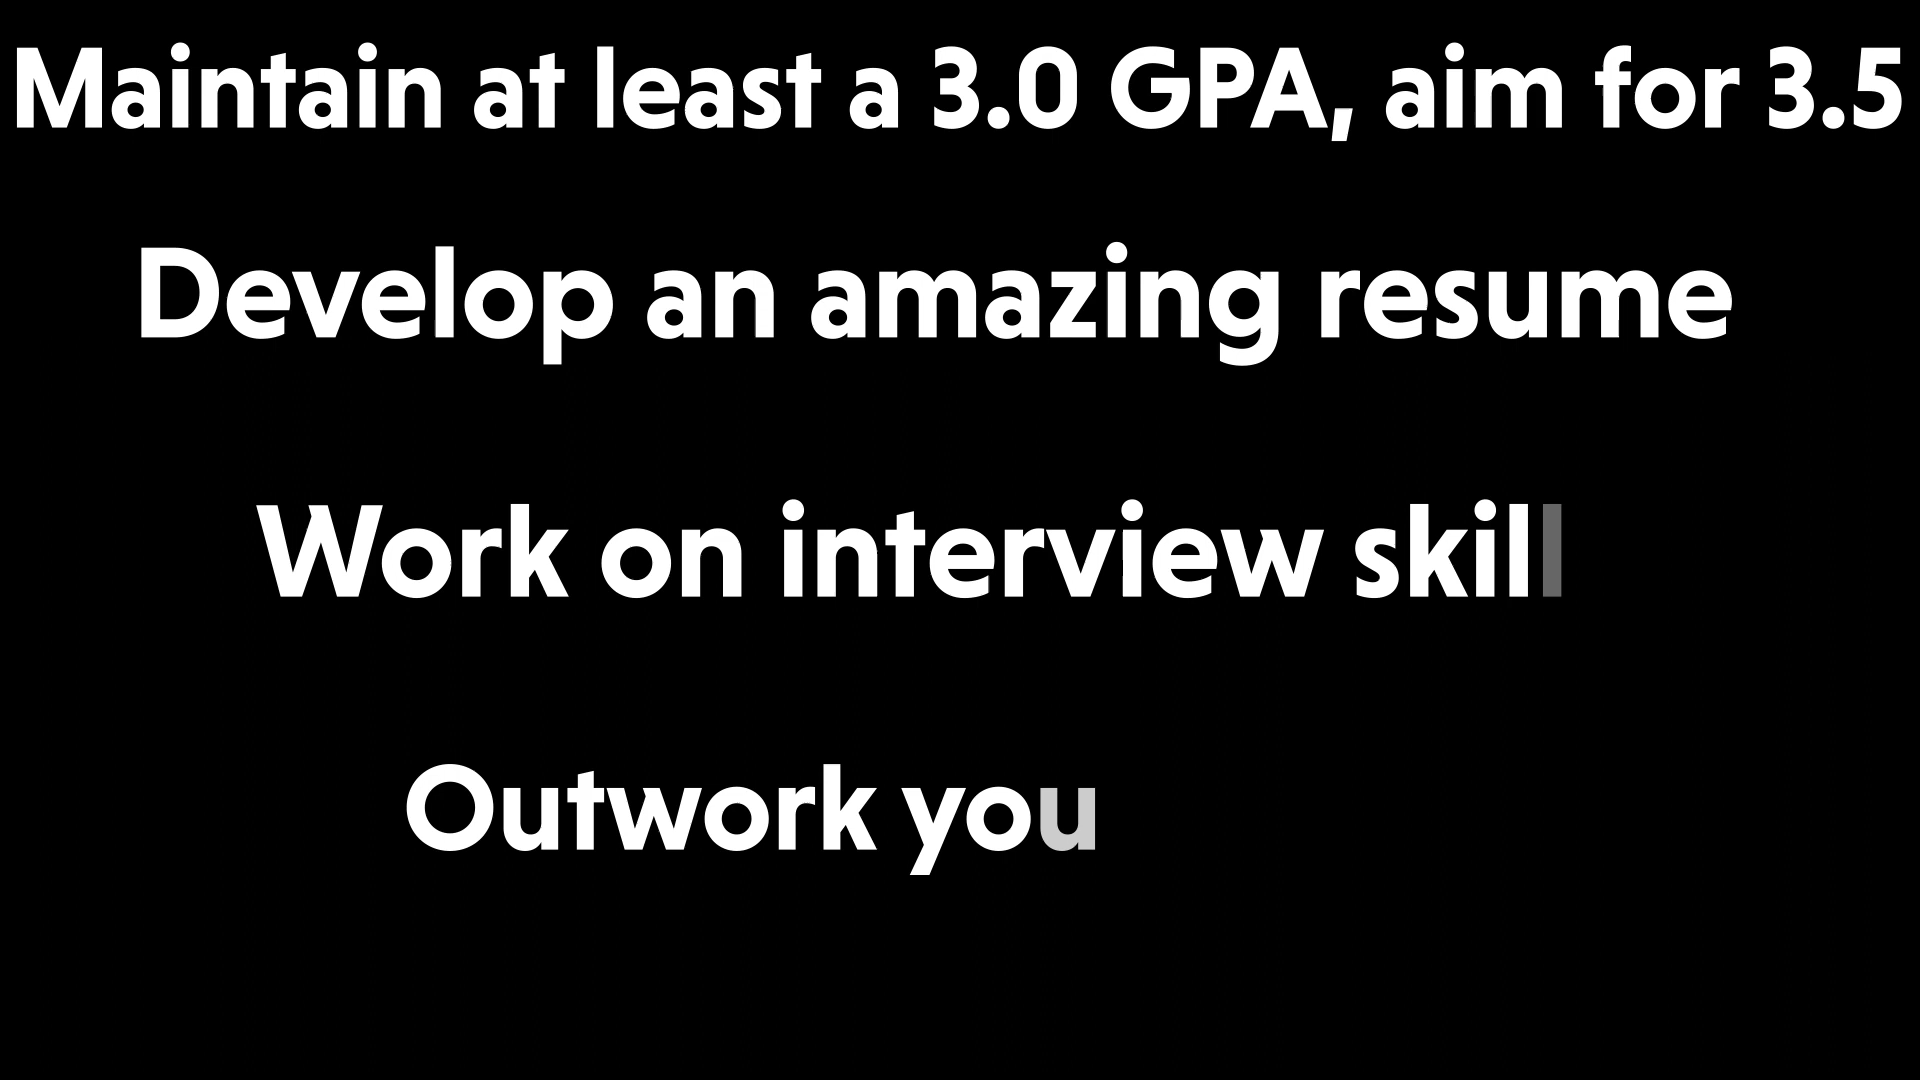 Maintain at least a 3.0 GPA, aim for 3.5
Develop an amazing resume
Work on interview skill
Outwork you